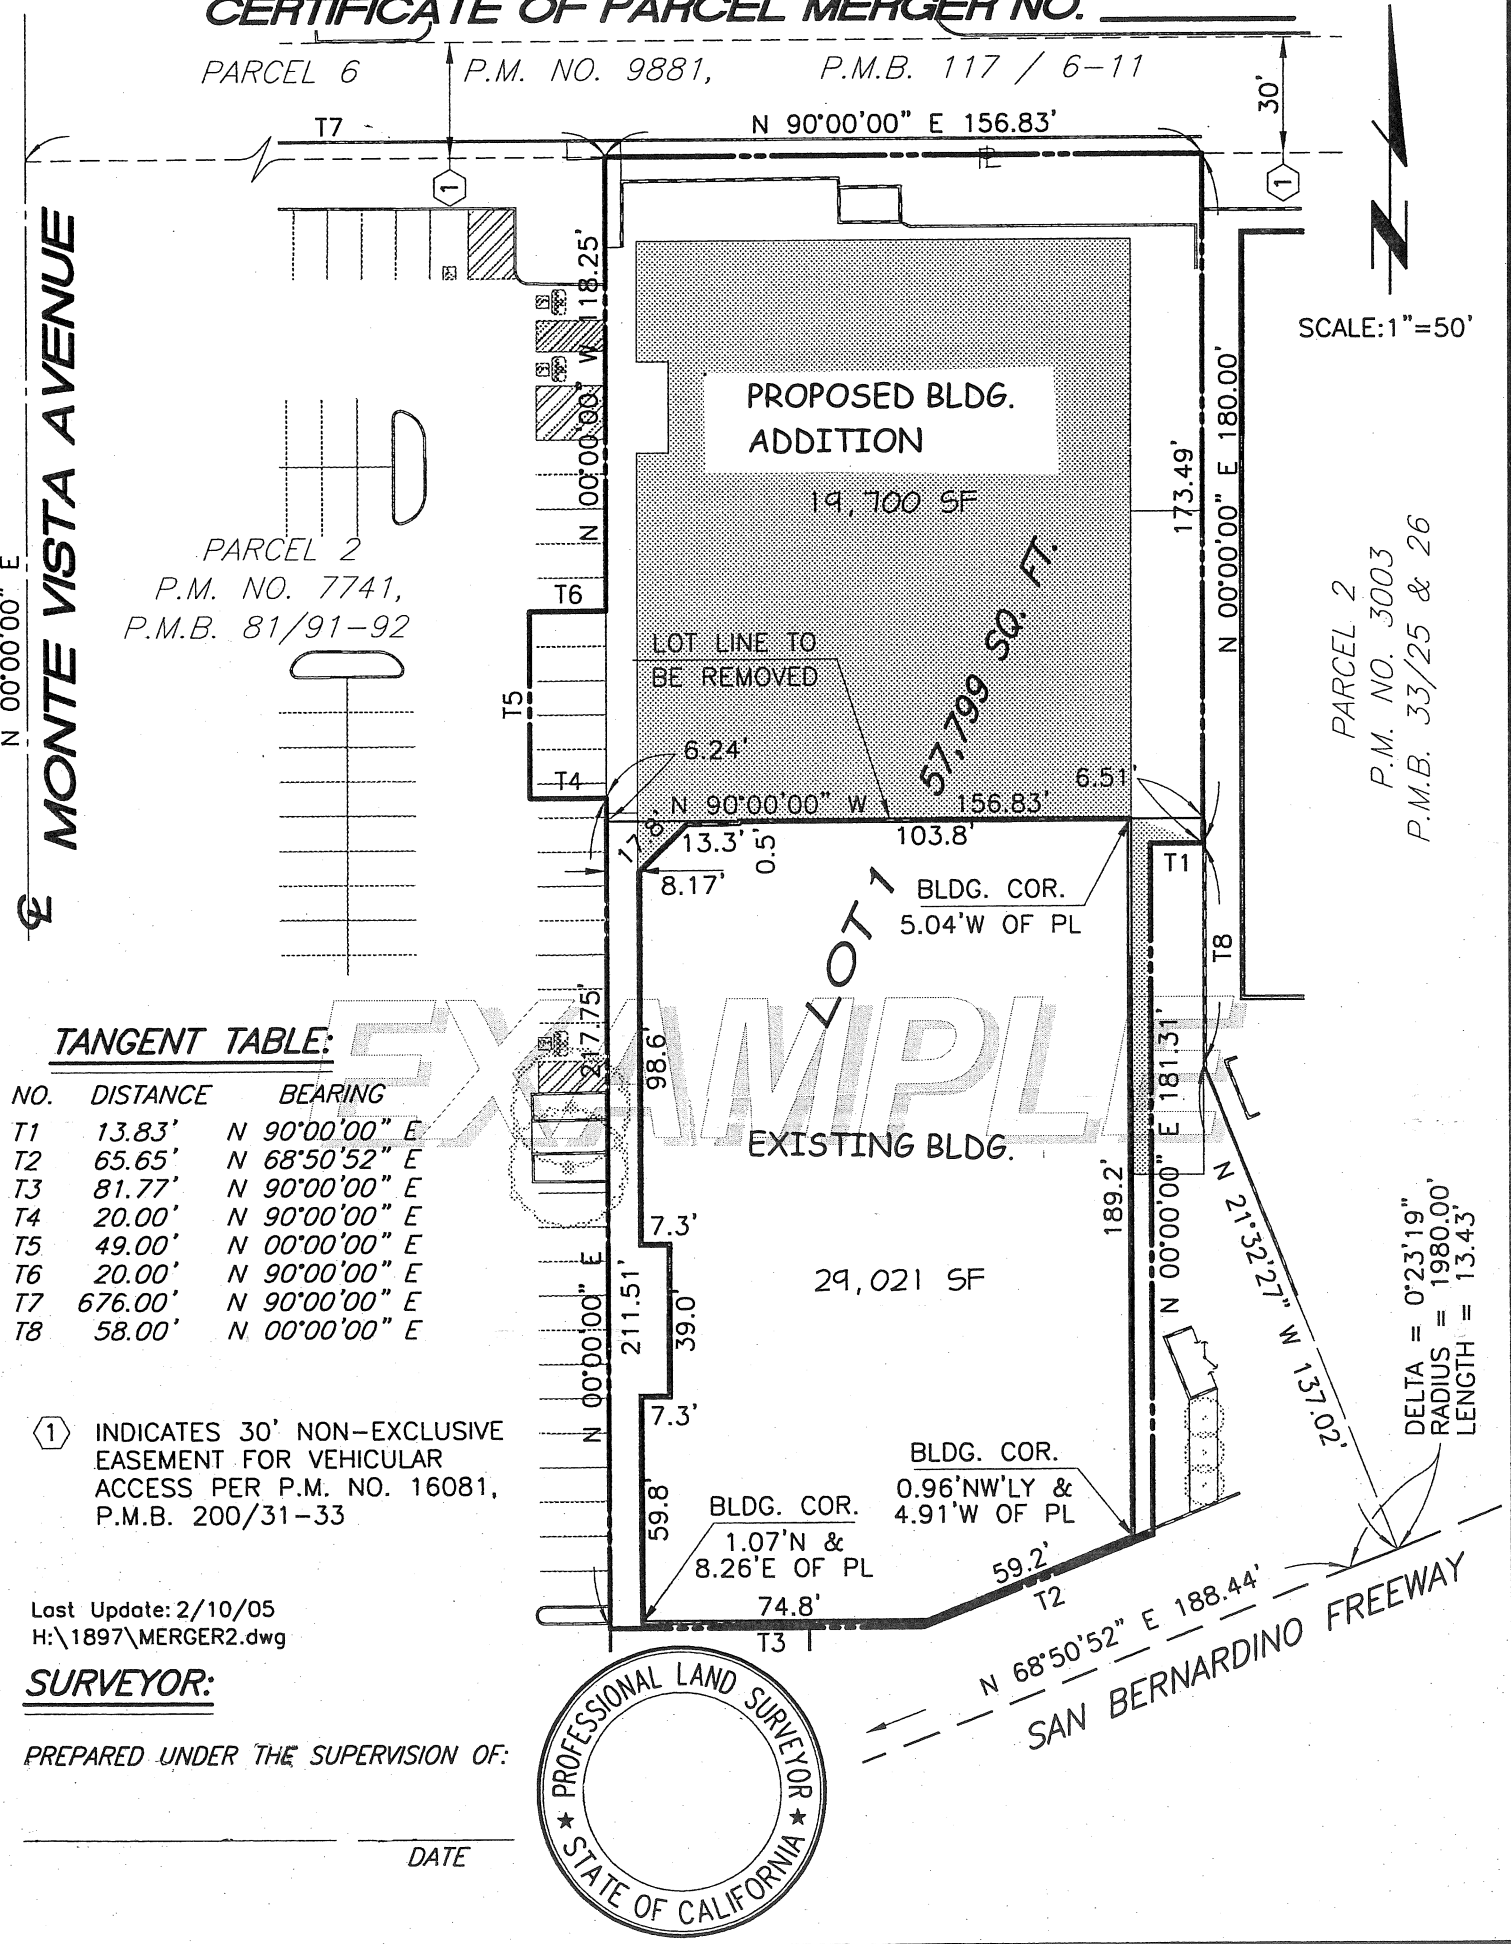 CERTIFICATE OF PARCEL MERGER NO.
PARCEL 6 P.M. NO. 9881, P.M.B. 117 / 6-11
30'
T7
N 90°00'00" E 156.83'
1
1
SCALE:1"=50'
MONTE VISTA AVENUE
N 00°00'00" E
N 00°00'00" W 118.25'
PROPOSED BLDG.
ADDITION
19,700 SF
173.49'
N 00°00'00" E 180.00'
PARCEL 2
P.M. NO. 7741,
P.M.B. 81/91-92
PARCEL 2
P.M. NO. 3003
P.M.B. 33/25 & 26
T6
T5
T4
LOT LINE TO
BE REMOVED
57,799 SQ. FT.
6.24'
6.51'
N 90°00'00" W 156.83'
17.8'
13.3'
0.5'
103.8'
8.17'
T1
BLDG. COR.
5.04'W OF PL
LOT 1
T8
EXAMPLE
217.75'
N 00°00'00" E
98.6'
EXISTING BLDG.
29,021 SF
189.2'
N 00°00'00" E 181.31'
N 21°32'27" W 137.02'
DELTA = 0°23'19"
RADIUS = 1980.00'
LENGTH = 13.43'
TANGENT TABLE:
NO. DISTANCE BEARING
T1 13.83' N 90°00'00" E
T2 65.65' N 68°50'52" E
T3 81.77' N 90°00'00" E
T4 20.00' N 90°00'00" E
T5 49.00' N 00°00'00" E
T6 20.00' N 90°00'00" E
T7 676.00' N 90°00'00" E
T8 58.00' N 00°00'00" E
7.3'
211.51'
39.0'
7.3'
59.8'
1 INDICATES 30' NON-EXCLUSIVE
EASEMENT FOR VEHICULAR
ACCESS PER P.M. NO. 16081,
P.M.B. 200/31-33
BLDG. COR.
0.96'NW'LY &
4.91'W OF PL
BLDG. COR.
1.07'N &
8.26'E OF PL
59.2'
T2
74.8'
T3
N 68°50'52" E 188.44'
SAN BERNARDINO FREEWAY
Last Update: 2/10/05
H:\1897\MERGER2.dwg
SURVEYOR:
PREPARED UNDER THE SUPERVISION OF:
DATE
PROFESSIONAL LAND SURVEYOR
STATE OF CALIFORNIA